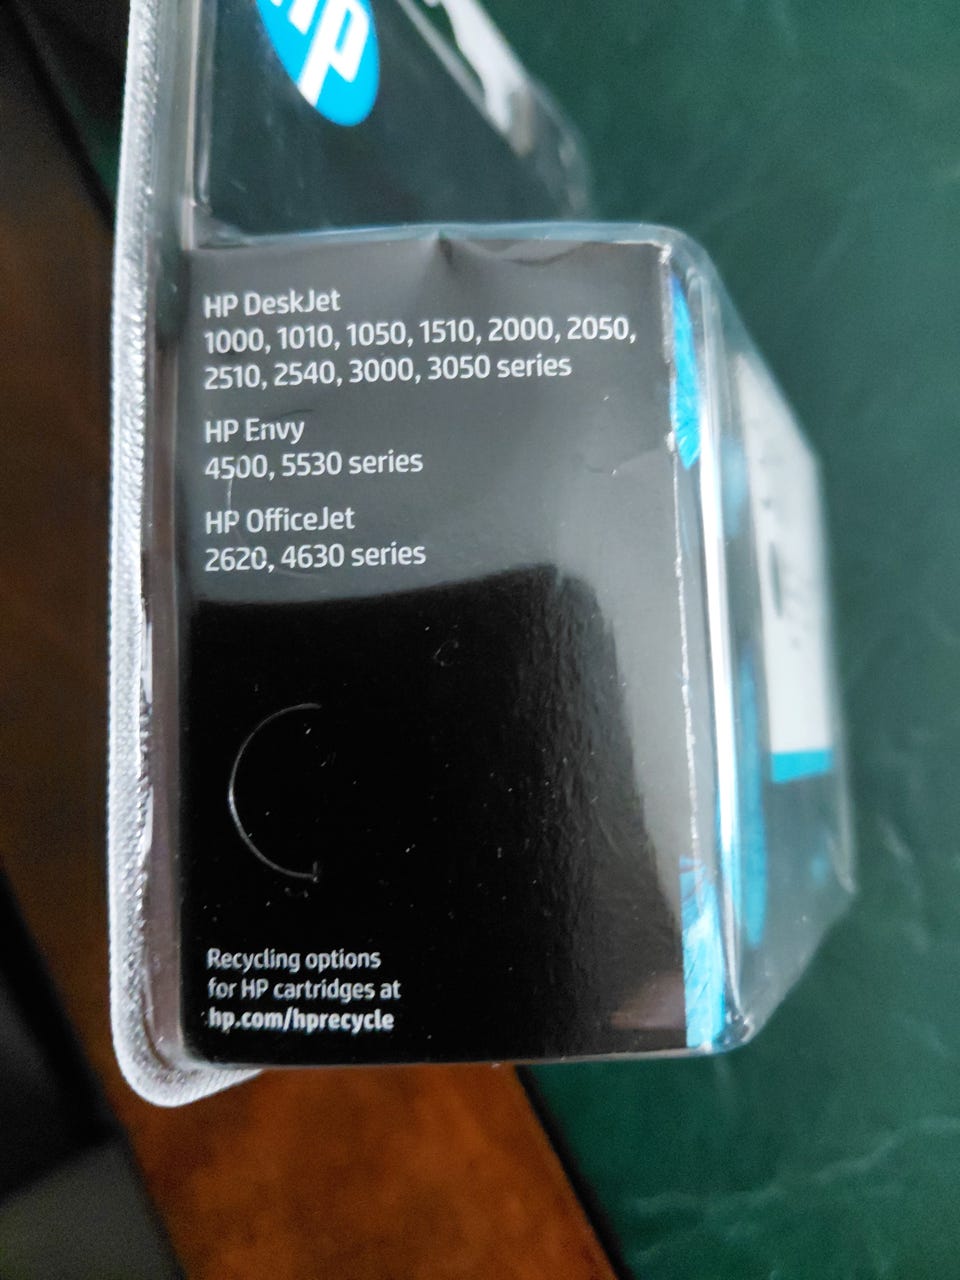 hp
HP DeskJet
1000, 1010, 1050, 1510, 2000, 2050,
2510, 2540, 3000, 3050 series
HP Envy
4500, 5530 series
HP OfficeJet
2620, 4630 series
Recycling options
for HP cartridges at
hp.com/hprecycle